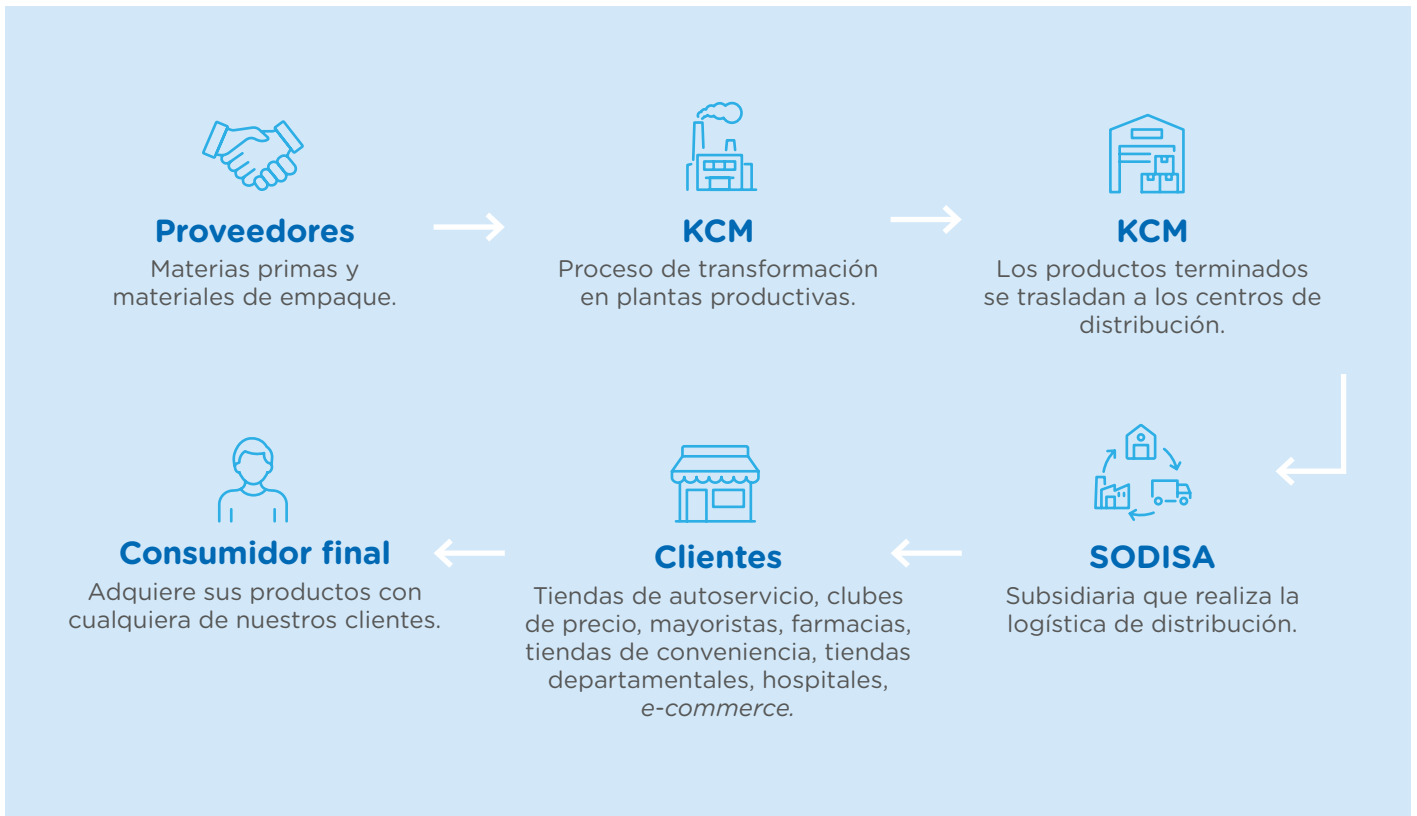 Proveedores
Materias primas y
materiales de empaque.
KCM
Proceso de transformación
en plantas productivas.
KCM
Los productos terminados
se trasladan a los centros de
distribución.
SODISA
Subsidiaria que realiza la
logística de distribución.
Clientes
Tiendas de autoservicio, clubes
de precio, mayoristas, farmacias,
tiendas de conveniencia, tiendas
departamentales, hospitales,
e-commerce.
Consumidor final
Adquiere sus productos con
cualquiera de nuestros clientes.